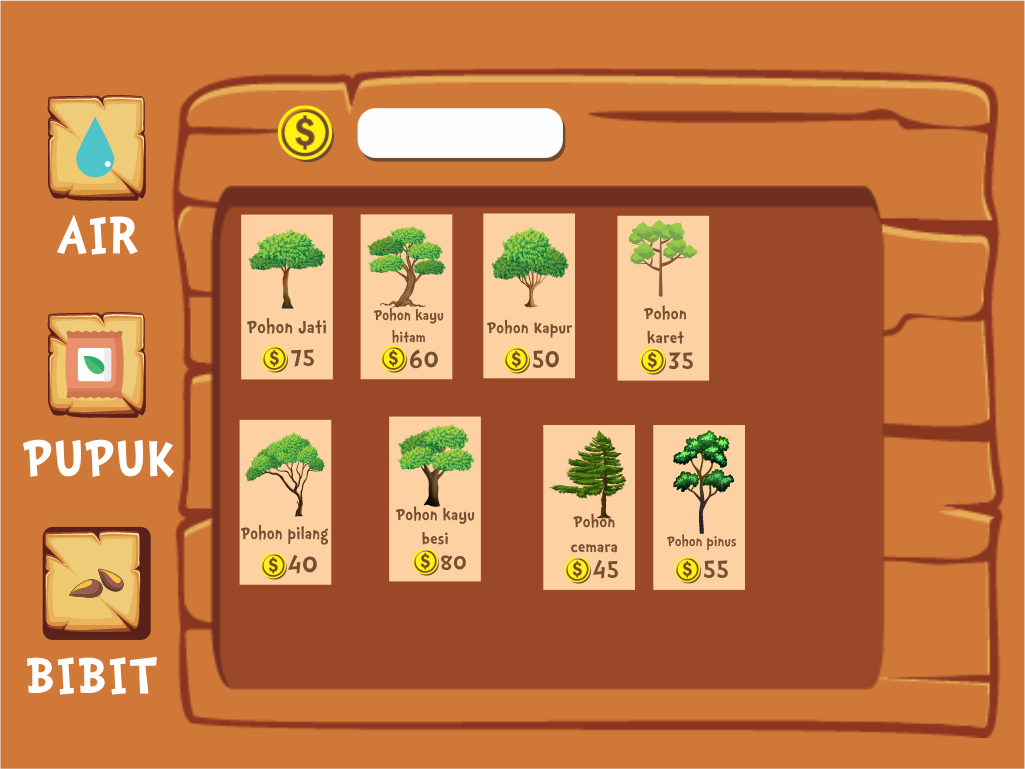 $
AIR
PUPUK
BIBIT
Pohon Jati
$ 75
Pohon kayu
hitam
$ 60
Pohon Kapur
$ 50
Pohon
karet
$ 35
Pohon pilang
$ 40
Pohon kayu
besi
$ 80
Pohon
cemara
$ 45
Pohon pinus
$ 55